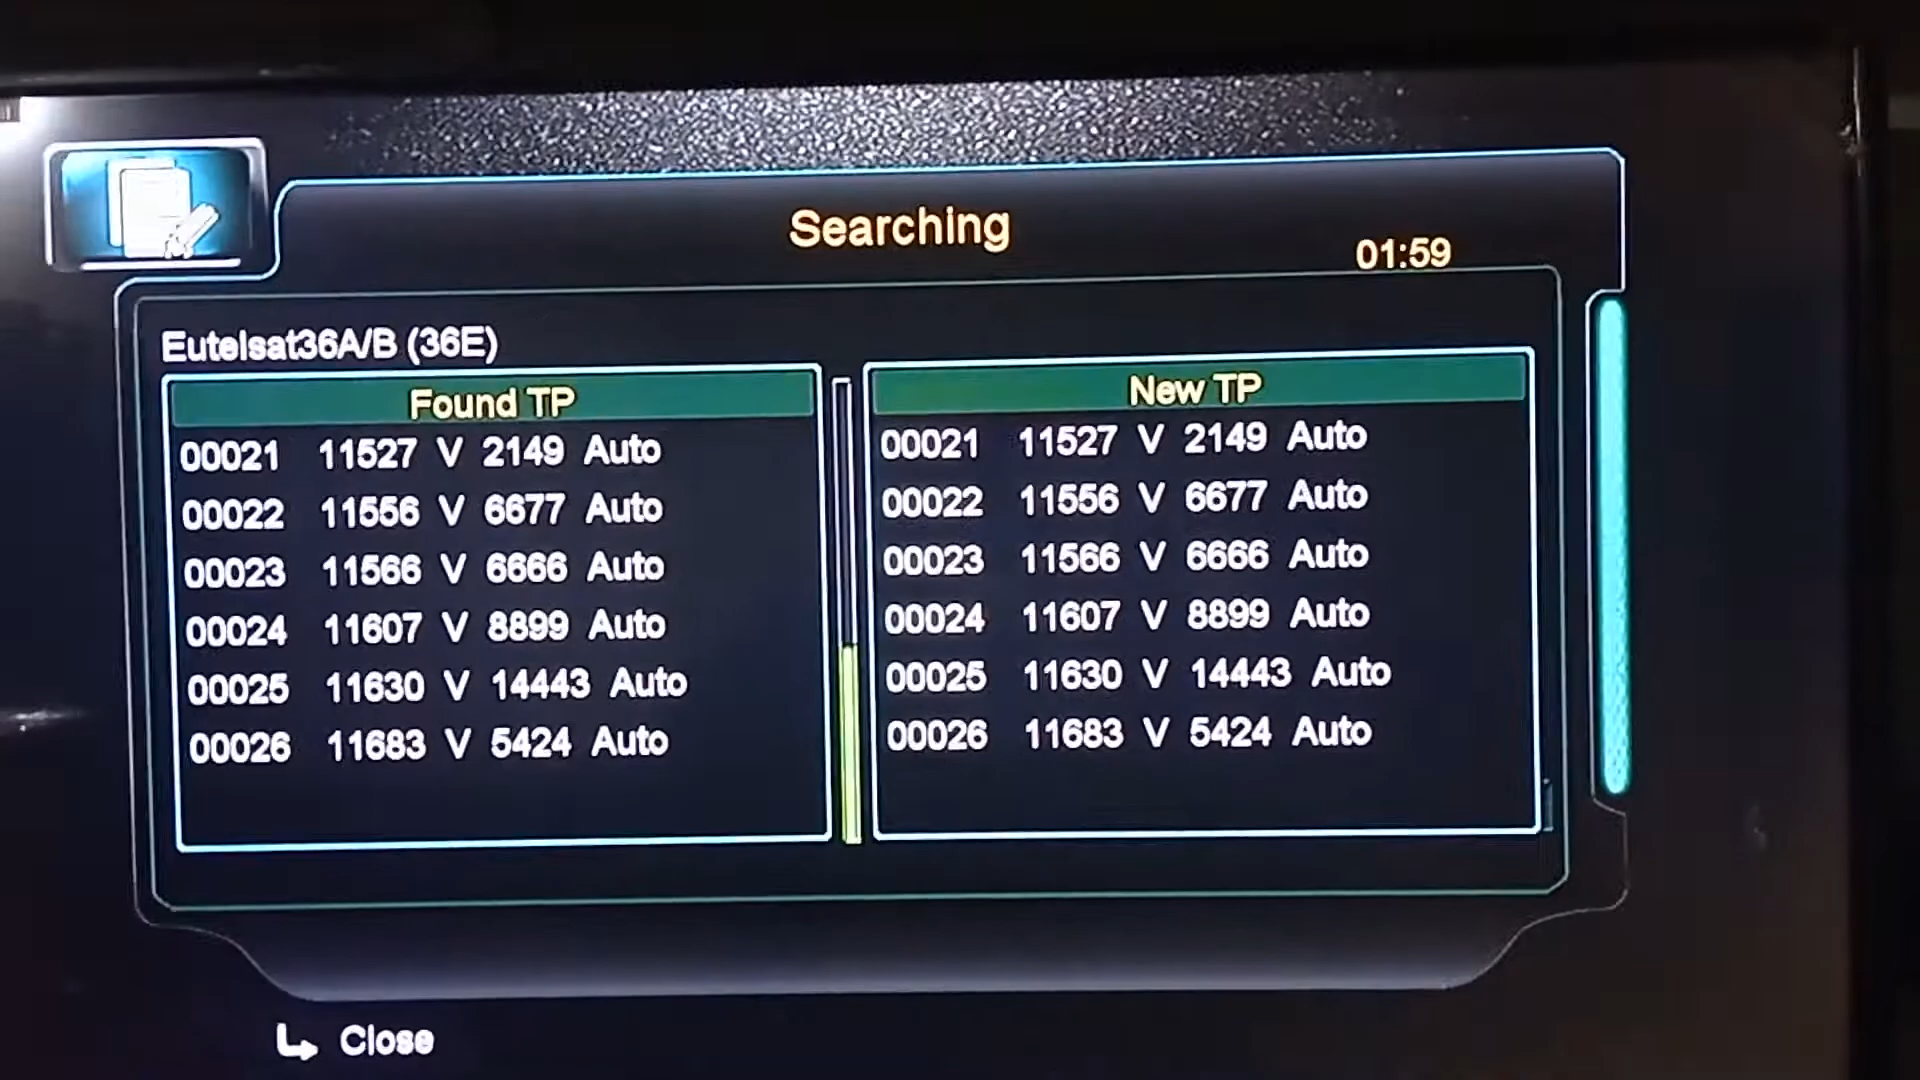 Searching
01:59
Eutelsat36A/B (36E)
Found TP
00021 11527 V 2149 Auto
00022 11556 V 6677 Auto
00023 11566 V 6666 Auto
00024 11607 V 8899 Auto
00025 11630 V 14443 Auto
00026 11683 V 5424 Auto
New TP
00021 11527 V 2149 Auto
00022 11556 V 6677 Auto
00023 11566 V 6666 Auto
00024 11607 V 8899 Auto
00025 11630 V 14443 Auto
00026 11683 V 5424 Auto
Close